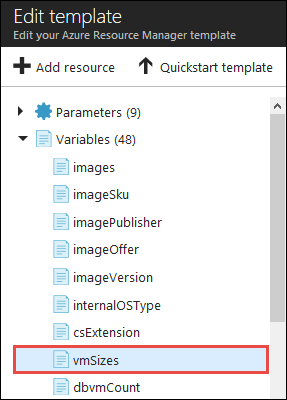 Edit template
Edit your Azure Resource Manager template
Add resource Quickstart template
Parameters (9)
Variables (48)
images
imageSku
imagePublisher
imageOffer
imageVersion
internalOSType
csExtension
vmSizes
dbvmCount